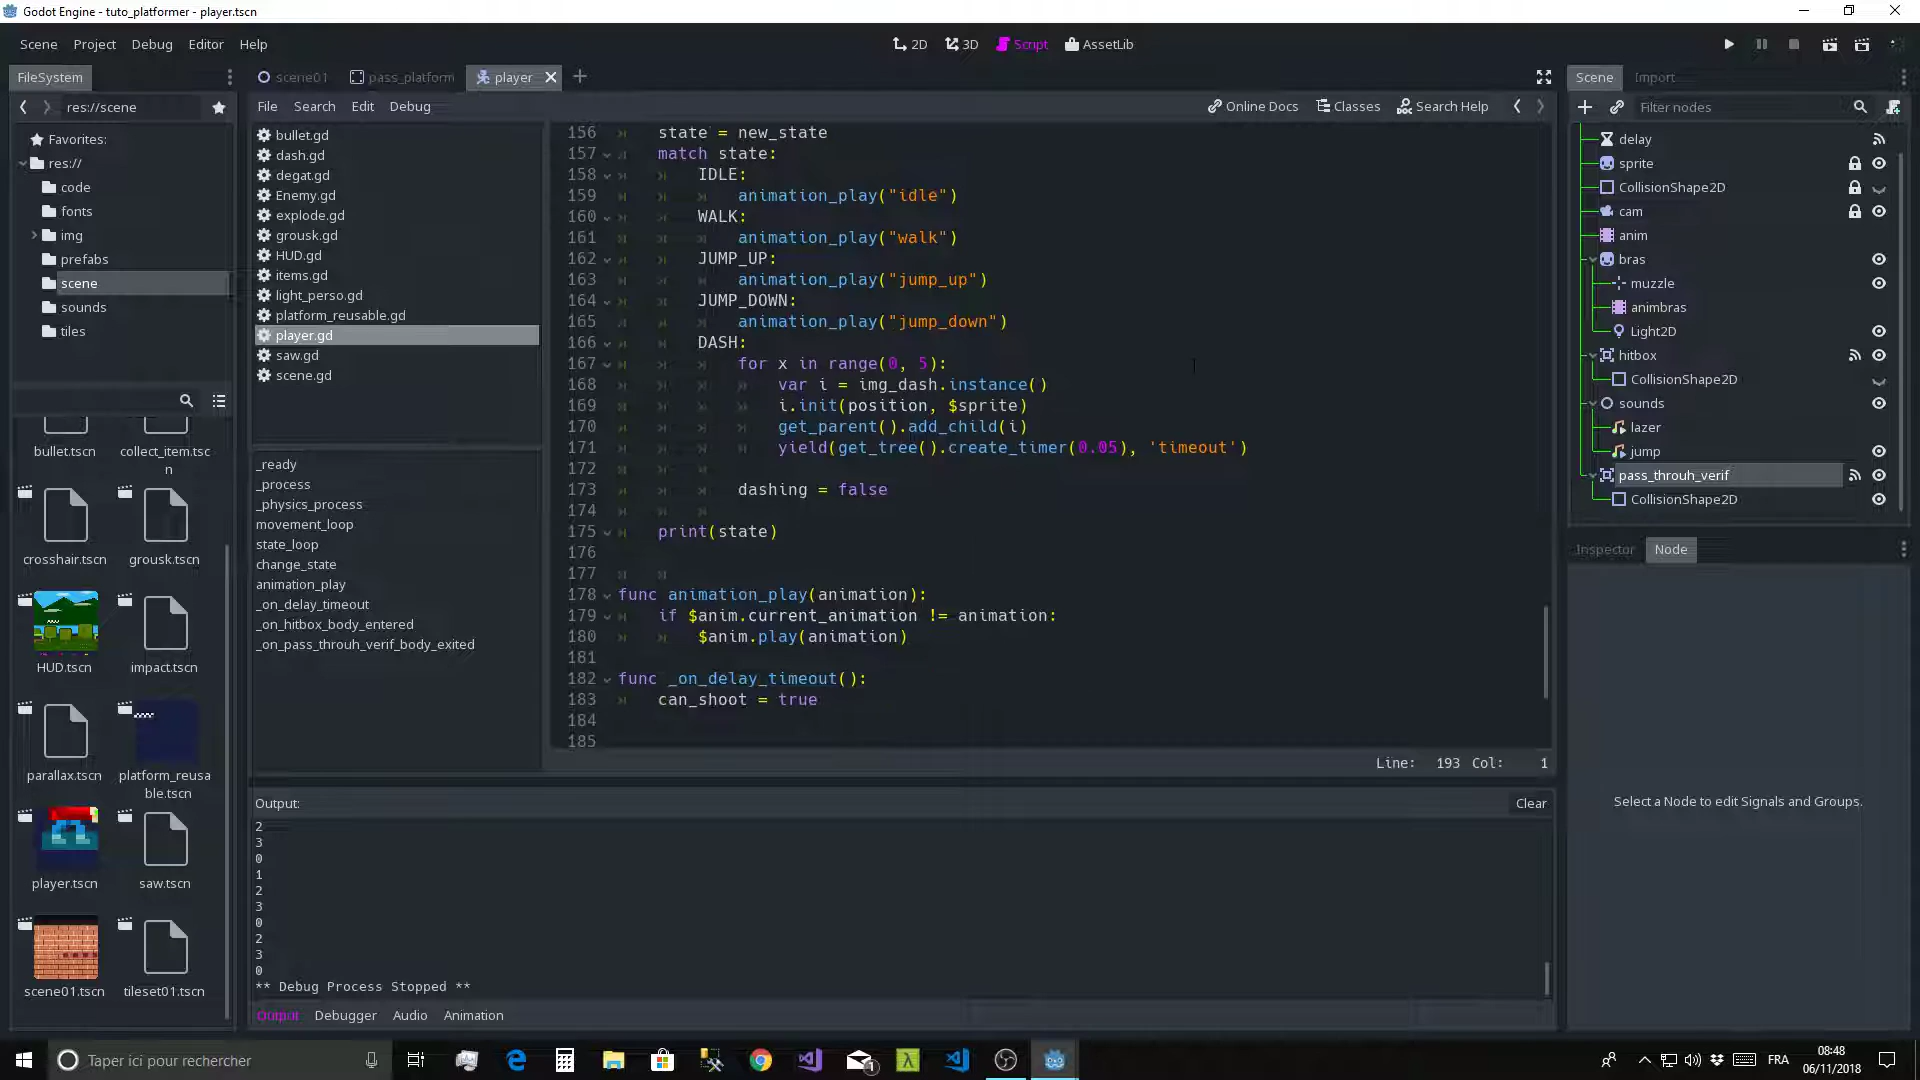 Godot Engine - tuto_platformer - player.tscn
Scene Project Debug Editor Help
2D 3D Script AssetLib
FileSystem
scene01 pass_platform player
Scene Import
res://scene
File Search Edit Debug
Online Docs Classes Search Help
Filter nodes
Favorites:
res://
code
fonts
img
prefabs
scene
sounds
tiles
bullet.tscn
collect_item.tsc
n
crosshair.tscn
grousk.tscn
HUD.tscn
impact.tscn
parallax.tscn
platform_reusa
ble.tscn
player.tscn
saw.tscn
scene01.tscn
tileset01.tscn
bullet.gd
dash.gd
degat.gd
Enemy.gd
explode.gd
grousk.gd
HUD.gd
items.gd
light_perso.gd
platform_reusable.gd
player.gd
saw.gd
scene.gd
_ready
_process
_physics_process
movement_loop
state_loop
change_state
animation_play
_on_delay_timeout
_on_hitbox_body_entered
_on_pass_throuh_verif_body_exited
156 state = new_state
157 match state:
158 IDLE:
159 animation_play("idle")
160 WALK:
161 animation_play("walk")
162 JUMP_UP:
163 animation_play("jump_up")
164 JUMP_DOWN:
165 animation_play("jump_down")
166 DASH:
167 for x in range(0, 5):
168 var i = img_dash.instance()
169 i.init(position, $sprite)
170 get_parent().add_child(i)
171 yield(get_tree().create_timer(0.05), 'timeout')
172
173 dashing = false
174
175 print(state)
176
177
178 func animation_play(animation):
179 if $anim.current_animation != animation:
180 $anim.play(animation)
181
182 func _on_delay_timeout():
183 can_shoot = true
184
185
Line: 193 Col: 1
Output:
Clear
2
3
0
1
2
3
0
2
3
0
** Debug Process Stopped **
Output Debugger Audio Animation
delay
sprite
CollisionShape2D
cam
anim
bras
muzzle
animbras
Light2D
hitbox
CollisionShape2D
sounds
lazer
jump
pass_throuh_verif
CollisionShape2D
Inspector Node
Select a Node to edit Signals and Groups.
Taper ici pour rechercher
1
FRA
08:48
06/11/2018